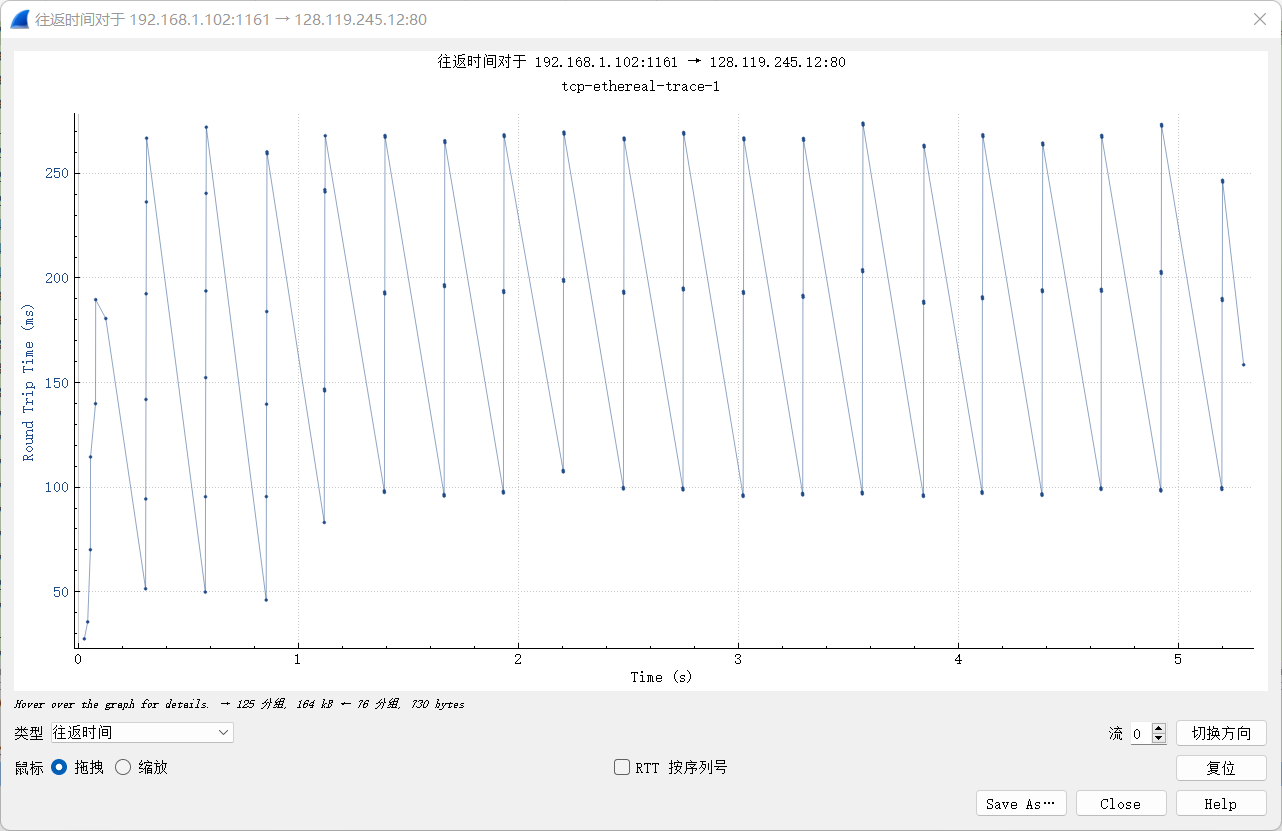 往返时间对于 192.168.1.102:1161 → 128.119.245.12:80
往返时间对于 192.168.1.102:1161 → 128.119.245.12:80
tcp-ethereal-trace-1
250
200
150
100
50
Round Trip Time (ms)
0 1 2 3 4 5
Time (s)
Hover over the graph for details. → 125 分组, 164 kB ← 76 分组, 730 bytes
类型 往返时间 流 0 切换方向
鼠标 拖拽 缩放 RTT 按序列号 复位
Save As… Close Help